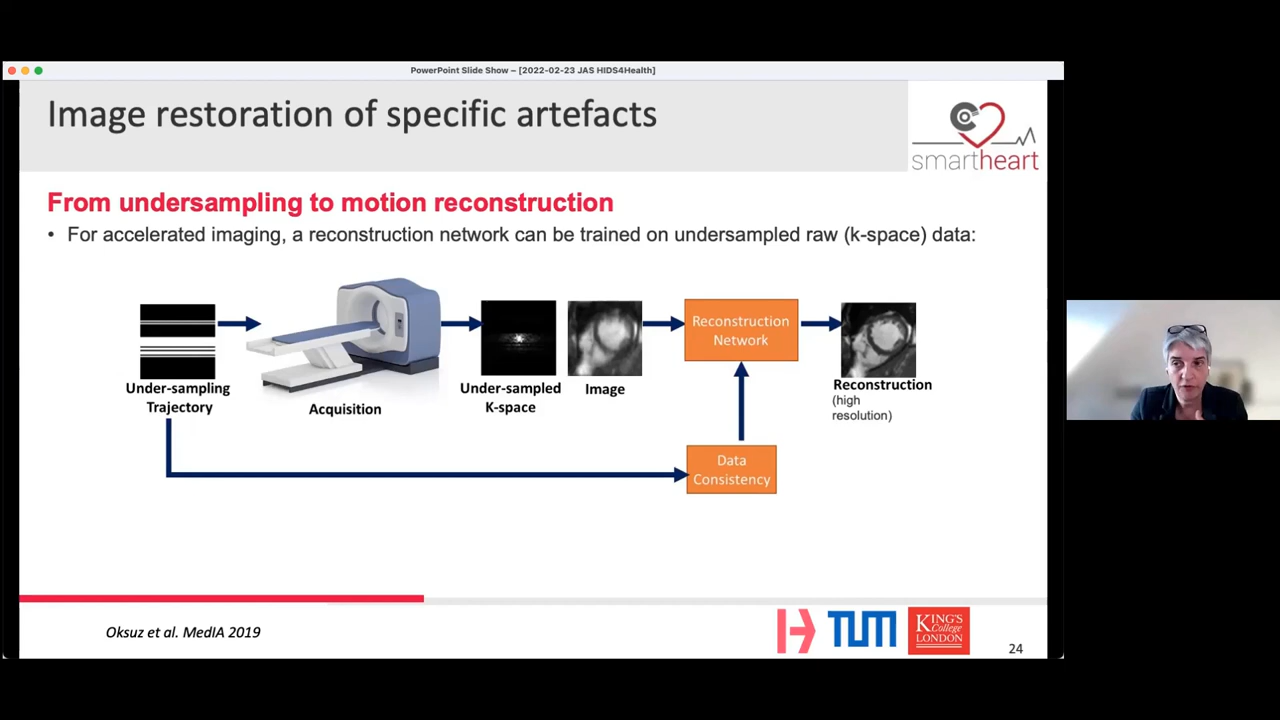 PowerPoint Slide Show – [2022-02-23 JAS HIDS4Health]
Image restoration of specific artefacts
smartheart
From undersampling to motion reconstruction
• For accelerated imaging, a reconstruction network can be trained on undersampled raw (k-space) data:
Under-sampling
Trajectory
Acquisition
Under-sampled
K-space
Image
Reconstruction
Network
Reconstruction
(high
resolution)
Data
Consistency
Oksuz et al. MedIA 2019
TUM
KING'S
College
LONDON
24